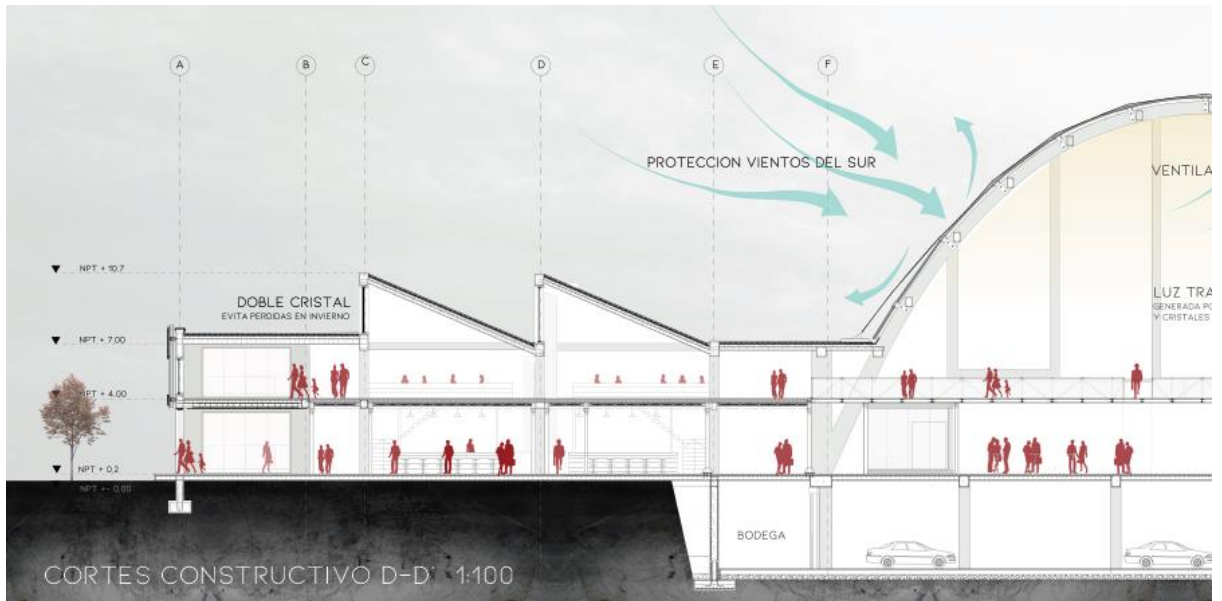 A
B
C
D
E
F
PROTECCION VIENTOS DEL SUR
VENTILA
NPT + 10.7
DOBLE CRISTAL
EVITA PERDIDAS EN INVIERNO
LUZ TRA
GENERADA PO
Y CRISTALES
NPT + 7,00
NPT + 4.00
NPT + 0,2
NPT +- 0,00
BODEGA
CORTES CONSTRUCTIVO D-D' 1:100